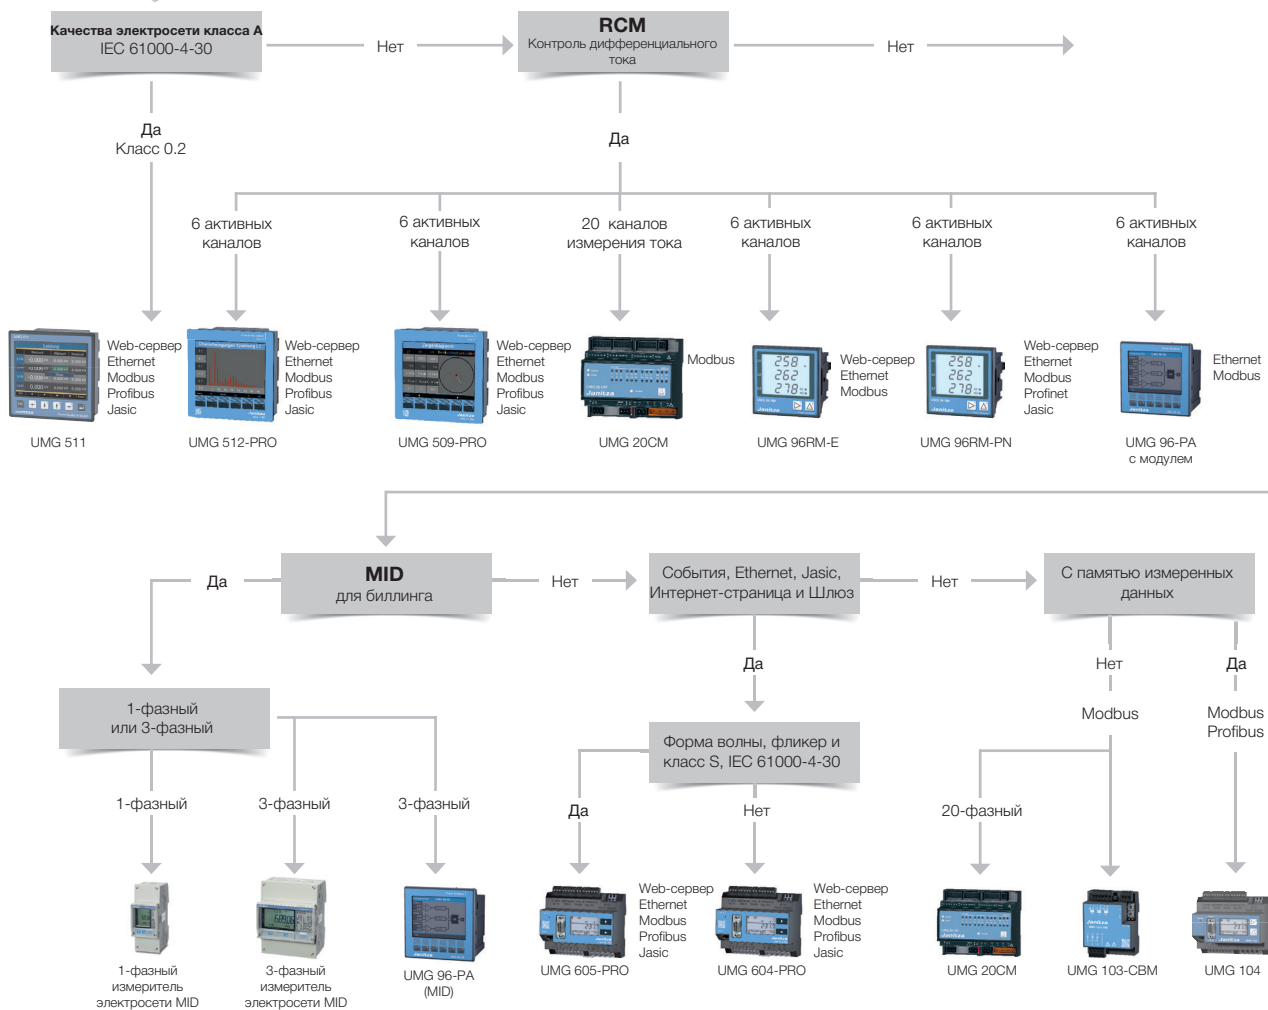 Качества электросети класса А
IEC 61000-4-30
Нет
RCM
Контроль дифференциального
тока
Нет
Да
Класс 0.2
Да
6 активных
каналов
6 активных
каналов
20 каналов
измерения тока
6 активных
каналов
6 активных
каналов
6 активных
каналов
Web-сервер
Ethernet
Modbus
Profibus
Jasic
UMG 511
Web-сервер
Ethernet
Modbus
Profibus
Jasic
UMG 512-PRO
Web-сервер
Ethernet
Modbus
Profibus
Jasic
UMG 509-PRO
Modbus
UMG 20CM
258
262
278
Janitza
Web-сервер
Ethernet
Modbus
UMG 96RM-E
258
262
278
Janitza
Web-сервер
Ethernet
Modbus
Profinet
Jasic
UMG 96RM-PN
Ethernet
Modbus
UMG 96-PA
с модулем
Да
MID
для биллинга
Нет
События, Ethernet, Jasic,
Интернет-страница и Шлюз
Нет
С памятью измеренных
данных
Да
Нет
Да
1-фазный
или 3-фазный
Modbus
Modbus
Profibus
Форма волны, фликер и
класс S, IEC 61000-4-30
1-фазный
3-фазный
3-фазный
Да
Нет
20-фазный
1-фазный
измеритель
электросети MID
3-фазный
измеритель
электросети MID
UMG 96-PA
(MID)
Web-сервер
Ethernet
Modbus
Profibus
Jasic
UMG 605-PRO
Web-сервер
Ethernet
Modbus
Profibus
Jasic
UMG 604-PRO
UMG 20CM
UMG 103-CBM
UMG 104